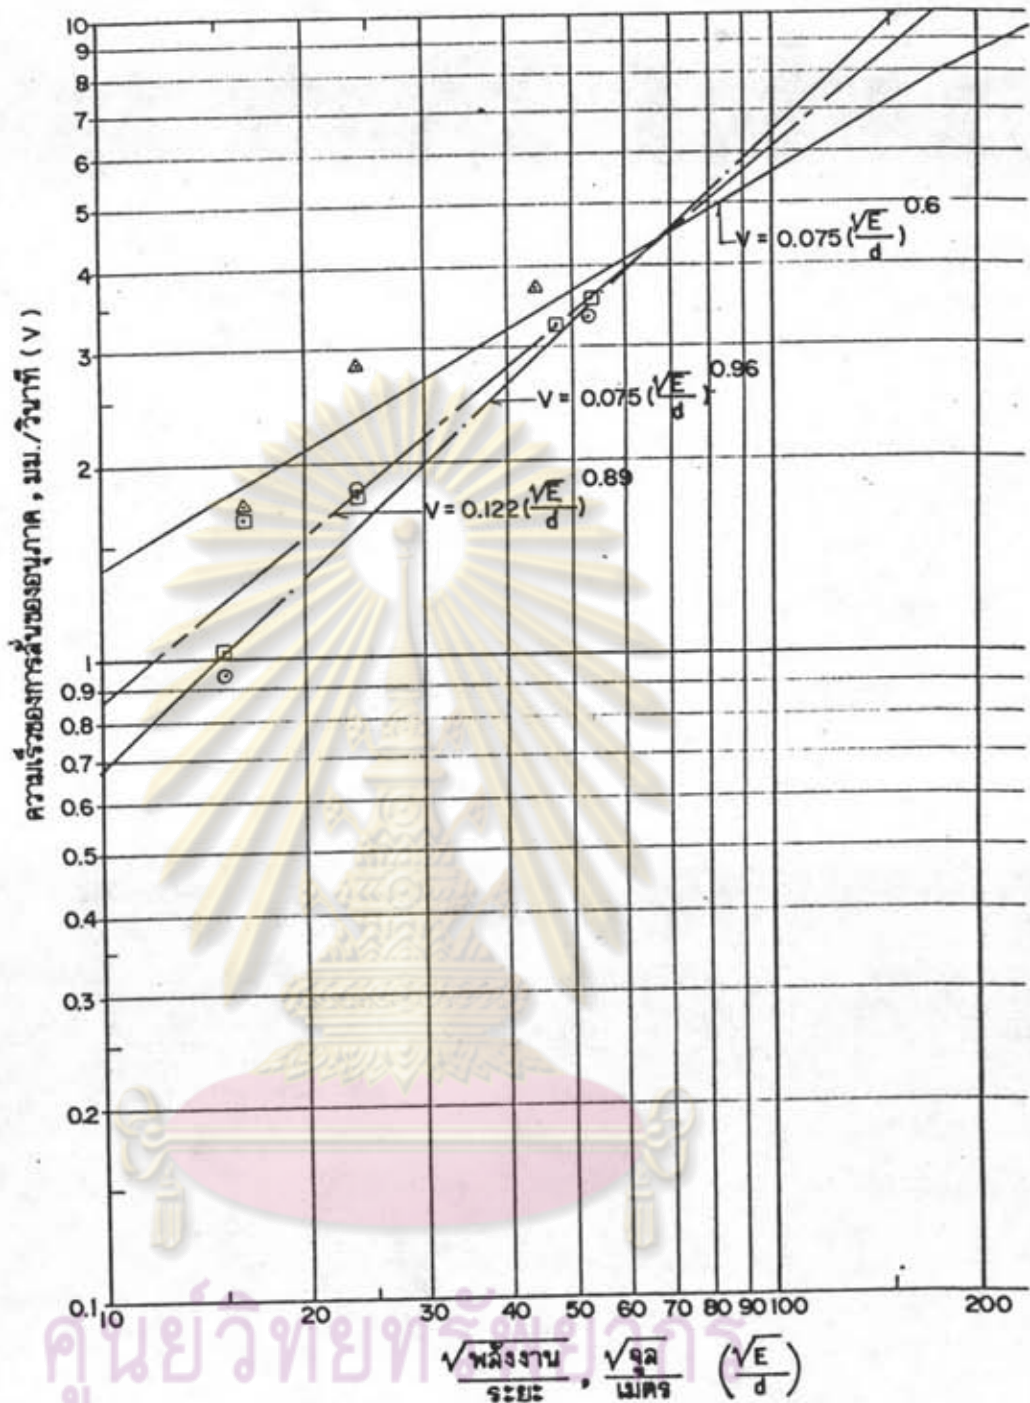 10
9
8
7
6
5
4
3
2
1
0.9
0.8
0.7
0.6
0.5
0.4
0.3
0.2
0.1
ความเร็วของการสั่นของอนุภาค, มม./วินาที (V)
V = 0.075 (√E/d)^0.6
V = 0.075 (√E/d)^0.96
V = 0.122 (√E/d)^0.89
10 20 30 40 50 60 70 80 90 100 200
√พลังงาน/ระยะ, √จูล/เมตร (√E/d)
ศูนย์วิทยทรัพยากร